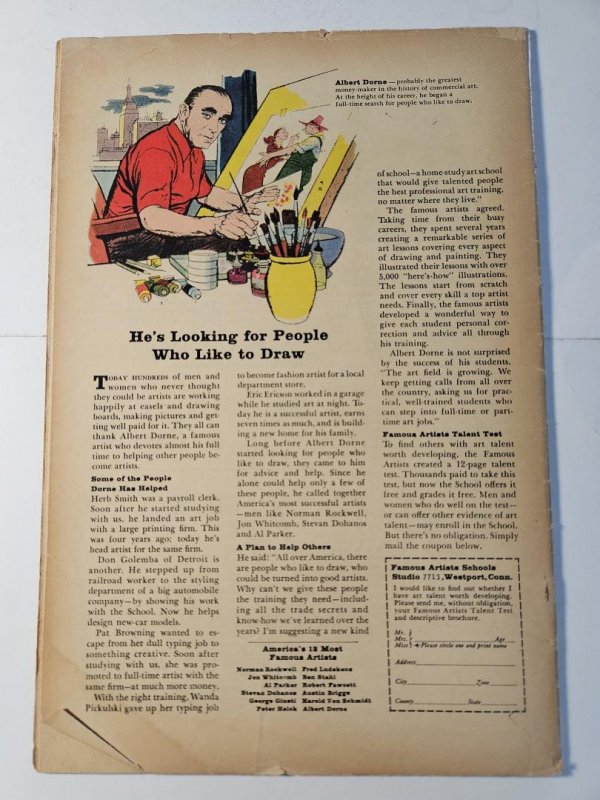 Albert Dorne—probably the greatest
money-maker in the history of commercial art.
At the height of his career, he began a
full-time search for people who like to draw.
He's Looking for People
Who Like to Draw
TODAY HUNDREDS of men and
women who never thought
they could be artists are working
happily at easels and drawing
boards, making pictures and get-
ting well paid for it. They all can
thank Albert Dorne, a famous
artist who devotes almost his full
time to helping other people be-
come artists.
Some of the People
Dorne Has Helped
Herb Smith was a payroll clerk.
Soon after he started studying
with us, he landed an art job
with a large printing firm. This
was four years ago: today he's
head artist for the same firm.
Don Golemba of Detroit is
another. He stepped up from
railroad worker to the styling
department of a big automobile
company—by showing his work
with the School. Now he helps
design new-car models.
Pat Browning wanted to es-
cape from her dull typing job to
something creative. Soon after
studying with us, she was pro-
moted to full-time artist with the
same firm—at much more money.
With the right training, Wanda
Pickulski gave up her typing job
to become fashion artist for a local
department store.
Eric Ericson worked in a garage
while he studied art at night. To-
day he is a successful artist, earns
seven times as much, and is build-
ing a new home for his family.
Long before Albert Dorne
started looking for people who
like to draw, they came to him
for advice and help. Since he
alone could help only a few of
these people, he called together
America's most successful artists
—men like Norman Rockwell,
Jon Whitcomb, Stevan Dohanos
and Al Parker.
A Plan to Help Others
He said: "All over America, there
are people who like to draw, who
could be turned into good artists.
Why can't we give these people
the training they need—includ-
ing all the trade secrets and
know-how we've learned over the
years? I'm suggesting a new kind
America's 12 Most
Famous Artists
Norman Rockwell Fred Ludekens
Jon Whitcomb Ben Stahl
Al Parker Robert Fawcett
Stevan Dohanos Austin Briggs
George Giusti Harold Von Schmidt
Peter Helck Albert Dorne
of school—a home-study art school
that would give talented people
the best professional art training,
no matter where they live."
The famous artists agreed.
Taking time from their busy
careers, they spent several years
creating a remarkable series of
art lessons covering every aspect
of drawing and painting. They
illustrated their lessons with over
5,000 "here's-how" illustrations.
The lessons start from scratch
and cover every skill a top artist
needs. Finally, the famous artists
developed a wonderful way to
give each student personal cor-
rection and advice all through
his training.
Albert Dorne is not surprised
by the success of his students.
"The art field is growing. We
keep getting calls from all over
the country, asking us for prac-
tical, well-trained students who
can step into full-time or part-
time art jobs."
Famous Artists Talent Test
To find others with art talent
worth developing, the Famous
Artists created a 12-page talent
test. Thousands paid to take this
test, but now the School offers it
free and grades it free. Men and
women who do well on the test—
or can offer other evidence of art
talent—may enroll in the School.
But there's no obligation. Simply
mail the coupon below.
Famous Artists Schools
Studio 7713, Westport, Conn.
I would like to find out whether I
have art talent worth developing.
Please send me, without obligation,
your Famous Artists Talent Test
and descriptive brochure.
Mr.
Mrs. Age
Miss Please circle one and print name
Address
City Zone
County State